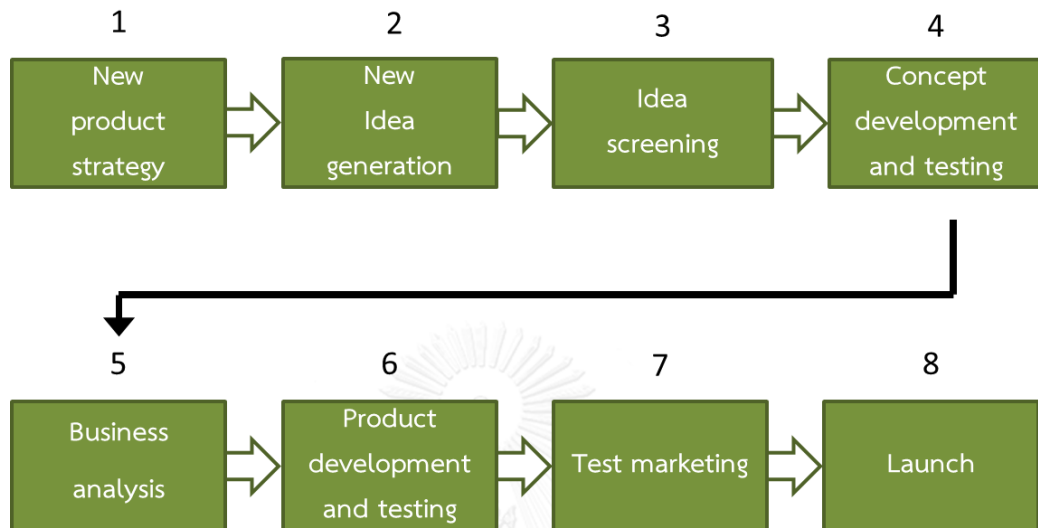 1
New
product
strategy
2
New
Idea
generation
3
Idea
screening
4
Concept
development
and testing
5
Business
analysis
6
Product
development
and testing
7
Test marketing
8
Launch